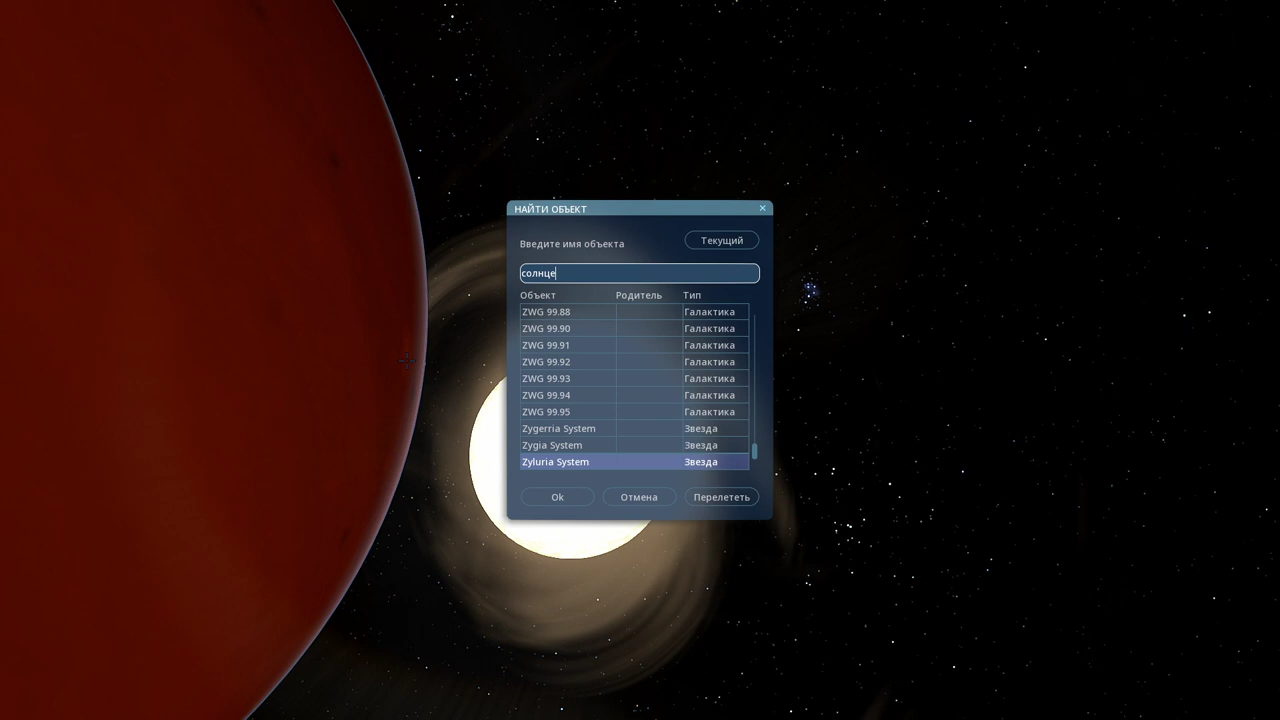 НАЙТИ ОБЪЕКТ
Введите имя объекта
Текущий
солнце
Объект Родитель Тип
ZWG 99.88 Галактика
ZWG 99.90 Галактика
ZWG 99.91 Галактика
ZWG 99.92 Галактика
ZWG 99.93 Галактика
ZWG 99.94 Галактика
ZWG 99.95 Галактика
Zygerria System Звезда
Zygia System Звезда
Zyluria System Звезда
Ok Отмена Перелететь